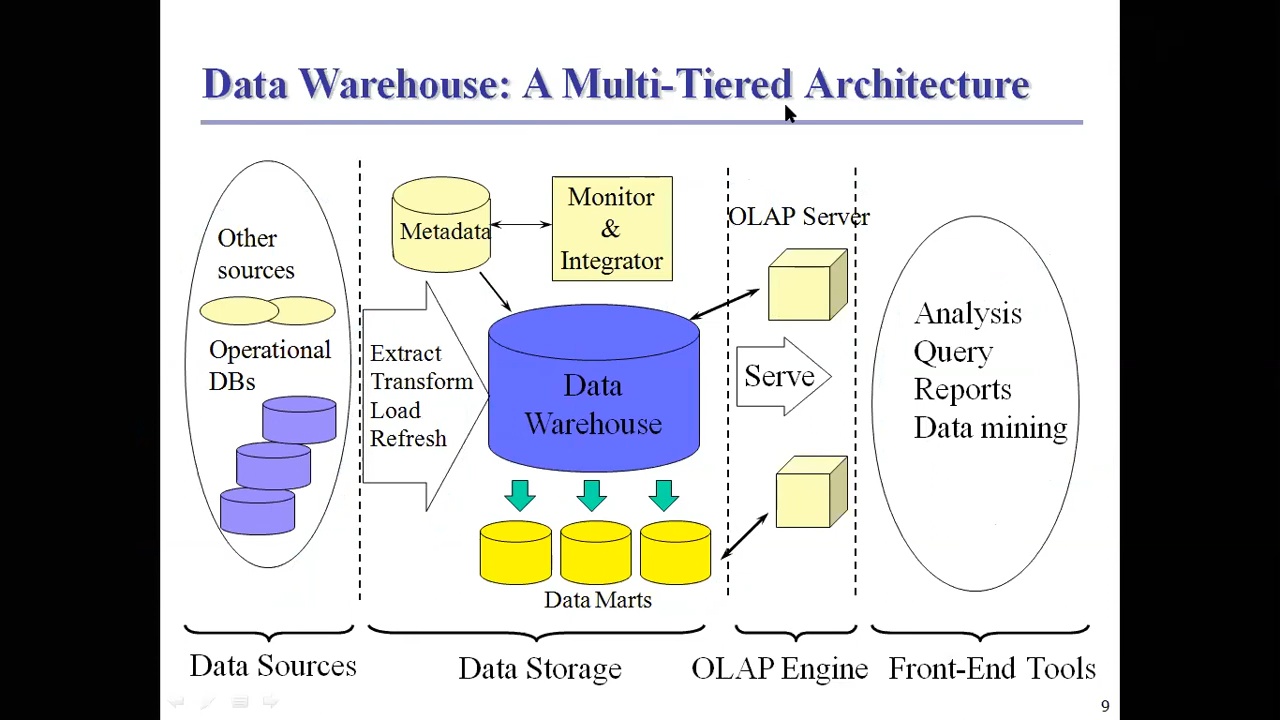 Data Warehouse: A Multi-Tiered Architecture
Other
sources
Operational
DBs
Extract
Transform
Load
Refresh
Metadata
Monitor
&
Integrator
Data
Warehouse
Data Marts
OLAP Server
Serve
Analysis
Query
Reports
Data mining
Data Sources
Data Storage
OLAP Engine
Front-End Tools
9